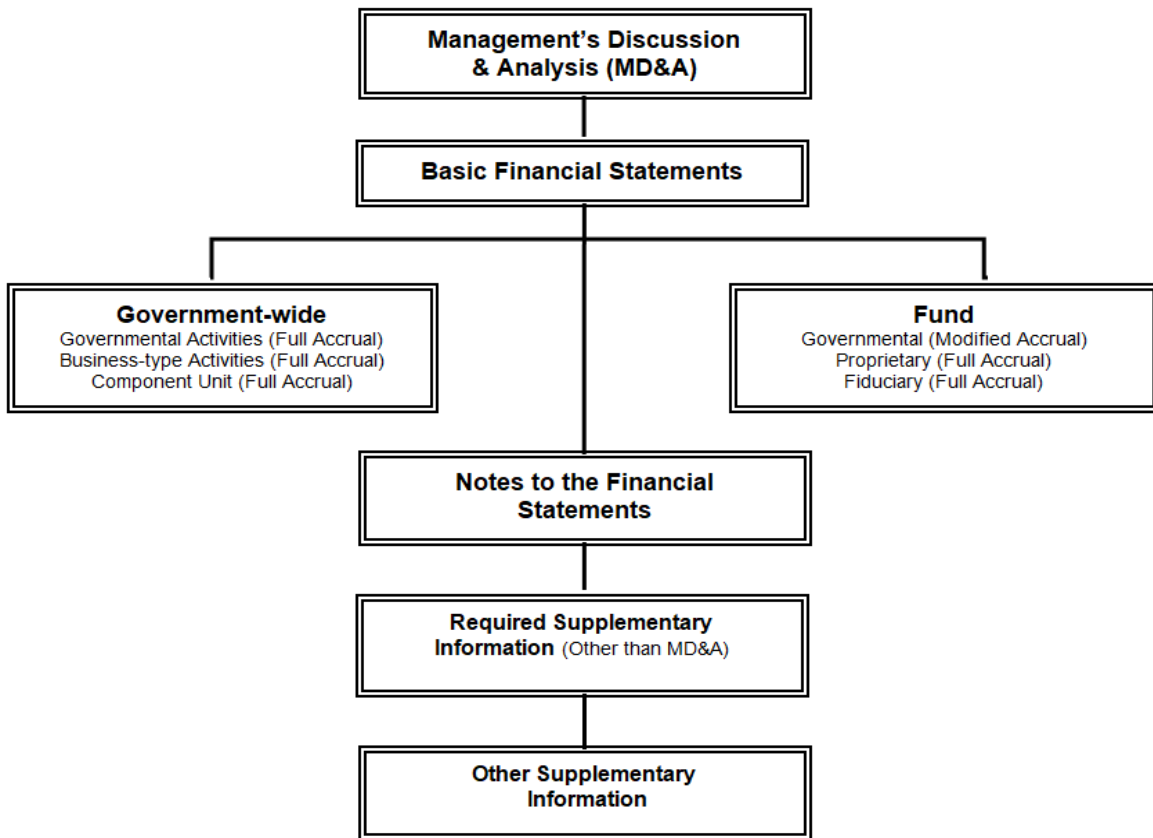 Management’s Discussion
& Analysis (MD&A)
Basic Financial Statements
Government-wide
Governmental Activities (Full Accrual)
Business-type Activities (Full Accrual)
Component Unit (Full Accrual)
Fund
Governmental (Modified Accrual)
Proprietary (Full Accrual)
Fiduciary (Full Accrual)
Notes to the Financial
Statements
Required Supplementary
Information (Other than MD&A)
Other Supplementary
Information